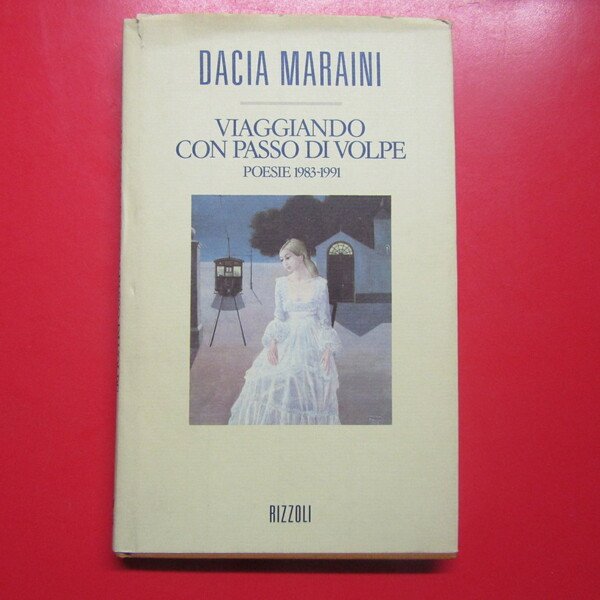 DACIA MARAINI
VIAGGIANDO
CON PASSO DI VOLPE
POESIE 1983-1991
RIZZOLI